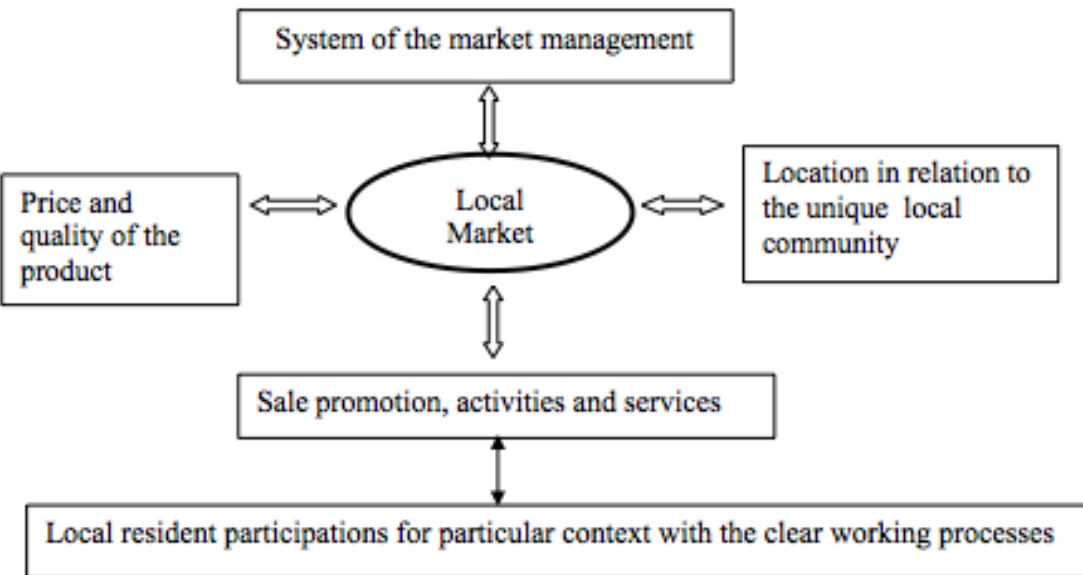 System of the market management
Price and
quality of the
product
Local
Market
Location in relation to
the unique local
community
Sale promotion, activities and services
Local resident participations for particular context with the clear working processes